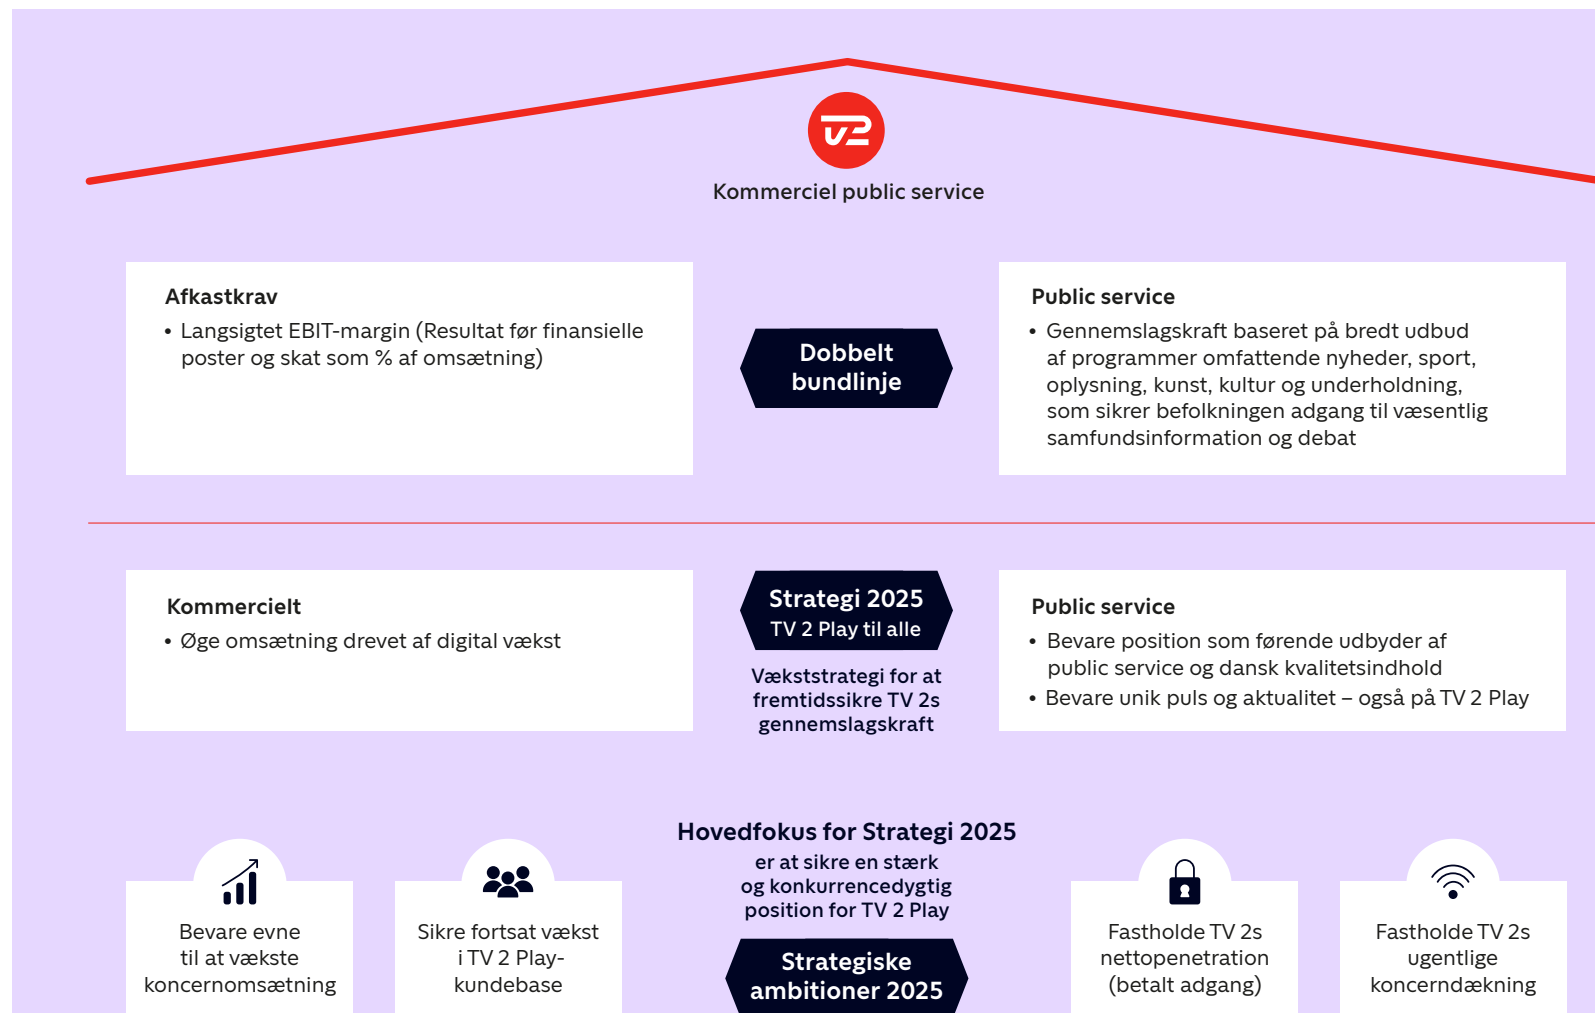 TV2
Kommerciel public service
Afkastkrav
• Langsigtet EBIT-margin (Resultat før finansielle
poster og skat som % af omsætning)
Dobbelt
bundlinje
Public service
• Gennemslagskraft baseret på bredt udbud
af programmer omfattende nyheder, sport,
oplysning, kunst, kultur og underholdning,
som sikrer befolkningen adgang til væsentlig
samfundsinformation og debat
Kommercielt
• Øge omsætning drevet af digital vækst
Strategi 2025
TV 2 Play til alle
Vækststrategi for at
fremtidssikre TV 2s
gennemslagskraft
Public service
• Bevare position som førende udbyder af
public service og dansk kvalitetsindhold
• Bevare unik puls og aktualitet – også på TV 2 Play
Hovedfokus for Strategi 2025
er at sikre en stærk
og konkurrencedygtig
position for TV 2 Play
Bevare evne
til at vækste
koncernomsætning
Sikre fortsat vækst
i TV 2 Play-
kundebase
Strategiske
ambitioner 2025
Fastholde TV 2s
nettopenetration
(betalt adgang)
Fastholde TV 2s
ugentlige
koncerndækning